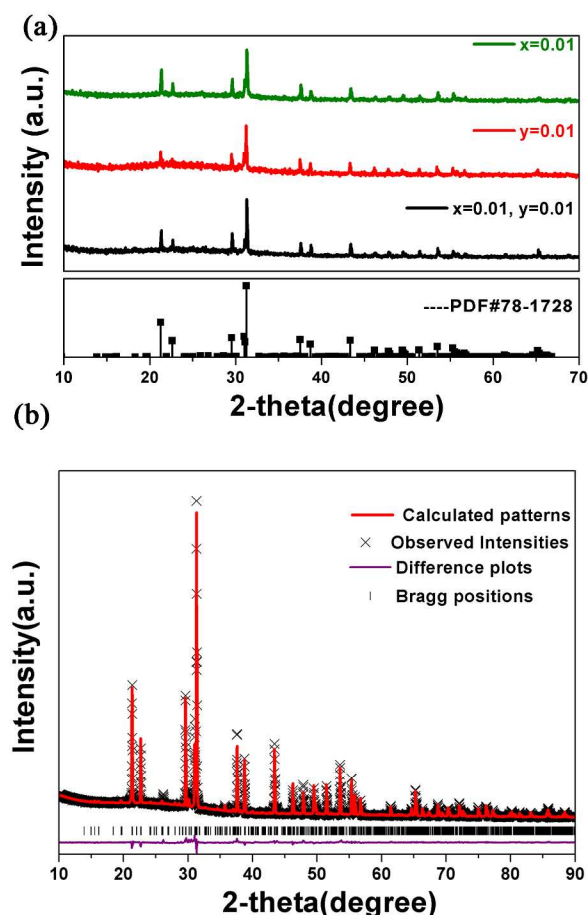 (a)
x=0.01
y=0.01
x=0.01, y=0.01
Intensity (a.u.)
----PDF#78-1728
10 20 30 40 50 60 70
2-theta(degree)
(b)
Calculated patterns
Observed Intensities
Difference plots
Bragg positions
Intensity(a.u.)
10 20 30 40 50 60 70 80 90
2-theta(degree)